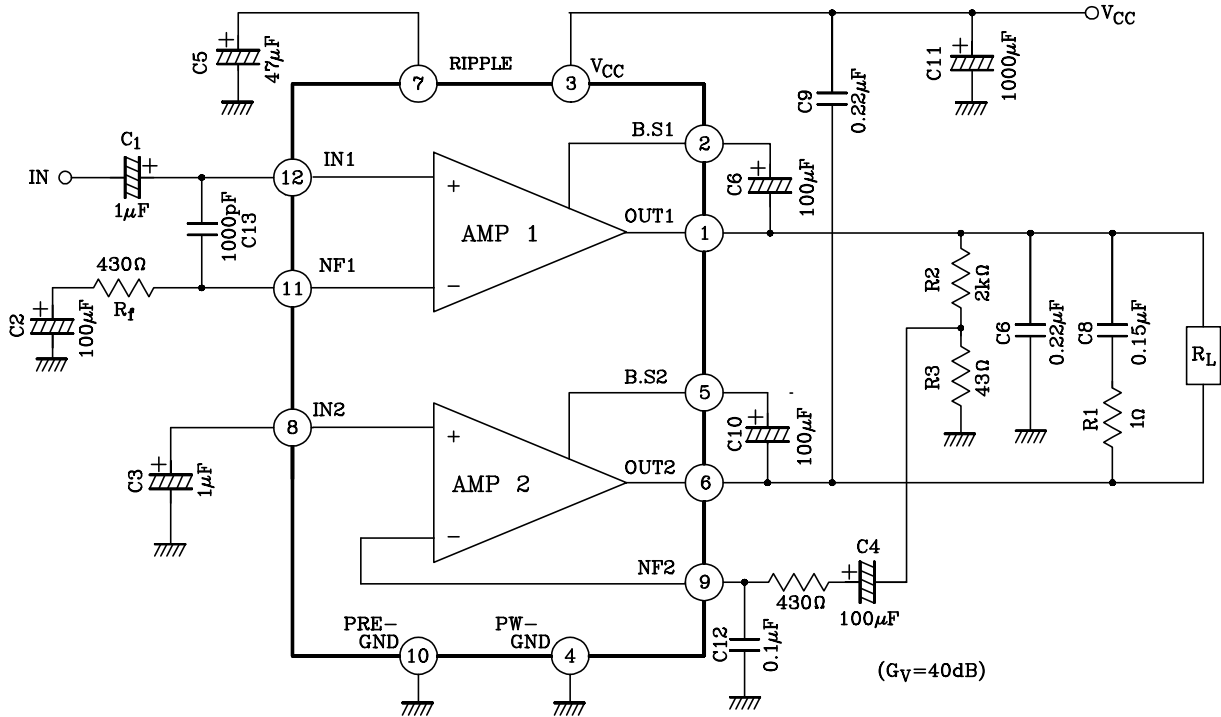 VCC
C5
47μF
7
RIPPLE
3
VCC
C9
0.22μF
C11
1000μF
B.S1
2
C1
IN
1μF
12
IN1
1000pF
C13
AMP 1
OUT1
1
C6
100μF
430Ω
Rf
11
NF1
C2
100μF
R2
2kΩ
R3
43Ω
C6
0.22μF
C8
0.15μF
R1
1Ω
RL
8
IN2
C3
1μF
B.S2
5
C10
100μF
AMP 2
OUT2
6
NF2
9
430Ω
C4
100μF
C12
0.1μF
PRE-
GND
10
PW-
GND
4
(GV=40dB)
+
−
+
−
+
+
+
+
+
+
+
+